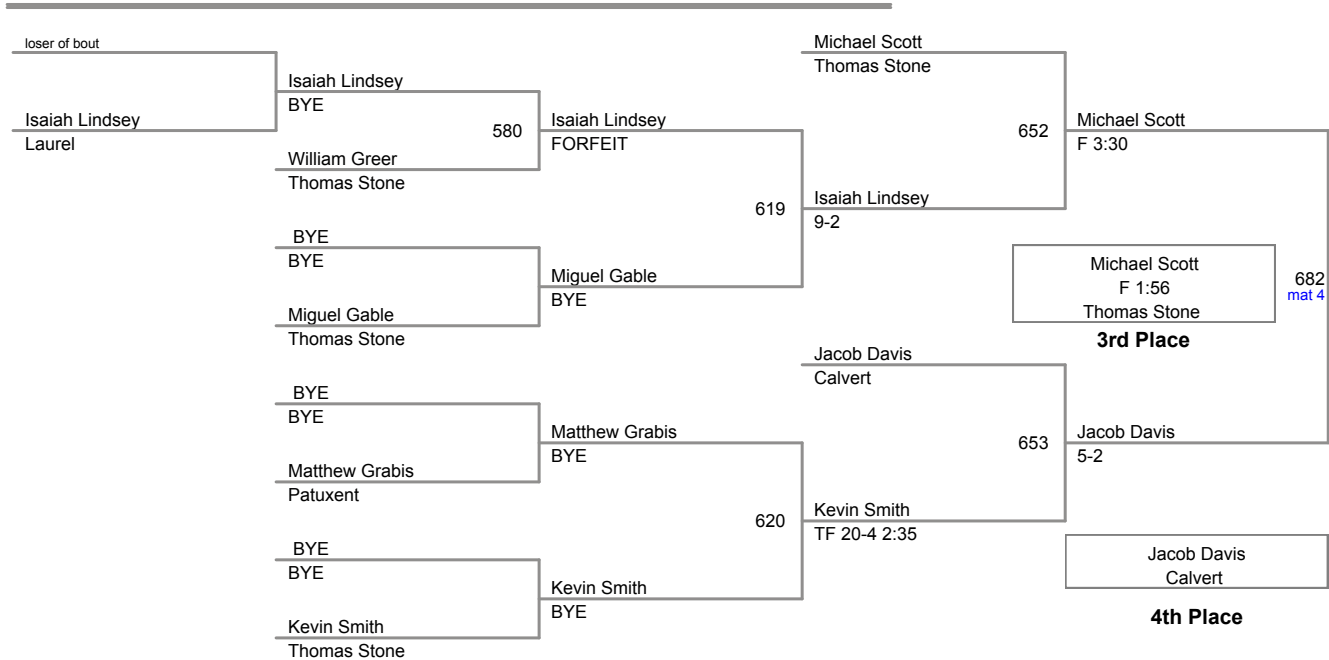 loser of bout
Isaiah Lindsey
Laurel
Isaiah Lindsey
BYE
William Greer
Thomas Stone
580
BYE
BYE
Miguel Gable
Thomas Stone
BYE
BYE
Matthew Grabis
Patuxent
BYE
BYE
Kevin Smith
Thomas Stone
Isaiah Lindsey
FORFEIT
Miguel Gable
BYE
619
Matthew Grabis
BYE
Kevin Smith
BYE
620
Michael Scott
Thomas Stone
Isaiah Lindsey
9-2
652
Jacob Davis
Calvert
Kevin Smith
TF 20-4 2:35
653
Michael Scott
F 3:30
Jacob Davis
5-2
682
mat 4
Michael Scott
F 1:56
Thomas Stone
3rd Place
Jacob Davis
Calvert
4th Place